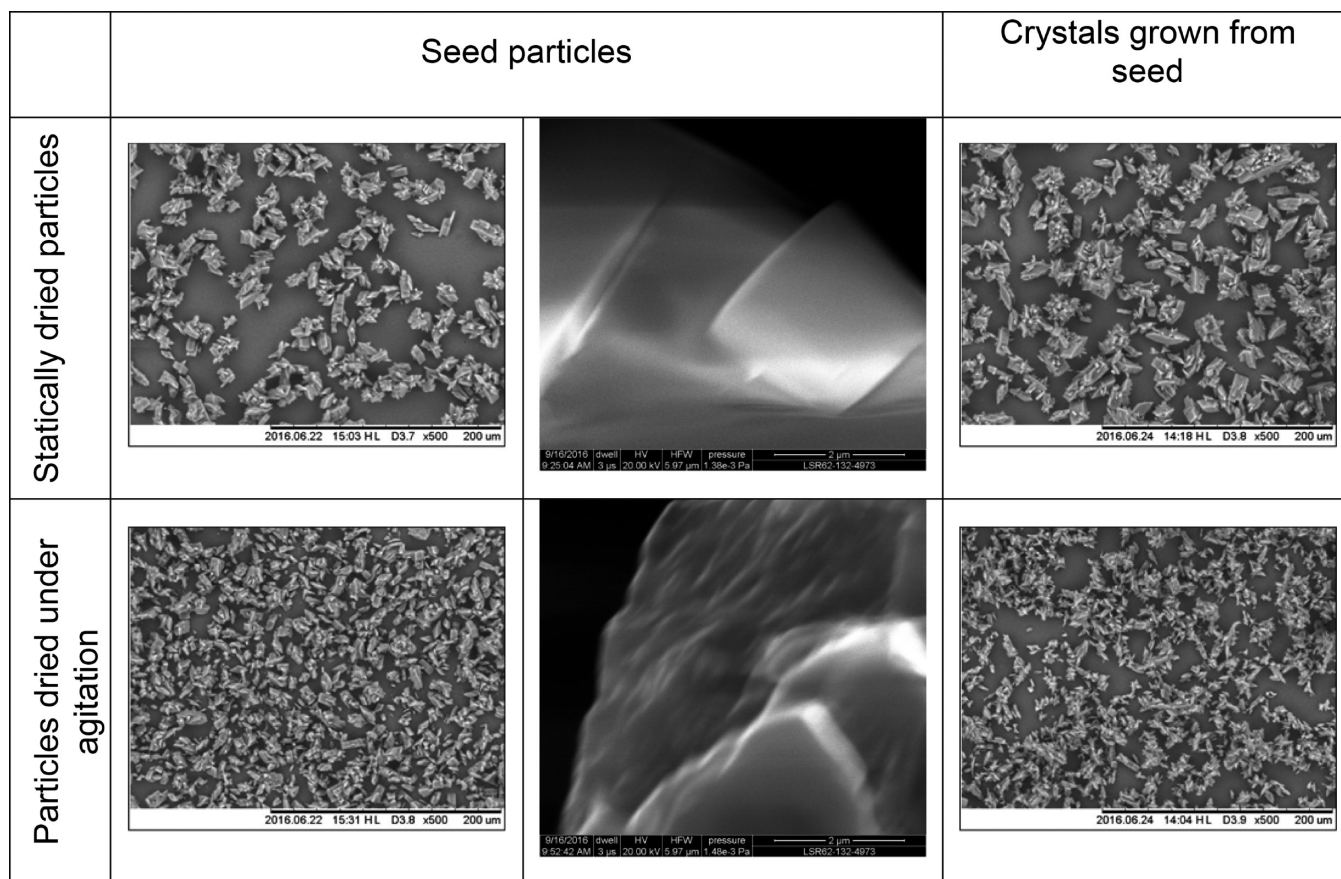 Seed particles
Crystals grown from
seed
Statically dried particles
2016.06.22 15:03 HL D3.7 x500 200 um
9/16/2016 dwell HV HFW pressure 2 µm
9:25:04 AM 3 µs 20.00 kV 5.97 µm 1.38e-3 Pa LSR62-132-4973
2016.06.24 14:18 HL D3.8 x500 200 um
Particles dried under
agitation
2016.06.22 15:31 HL D3.8 x500 200 um
9/16/2016 dwell HV HFW pressure 2 µm
9:52:42 AM 3 µs 20.00 kV 5.97 µm 1.48e-3 Pa LSR62-132-4973
2016.06.24 14:04 HL D3.9 x500 200 um